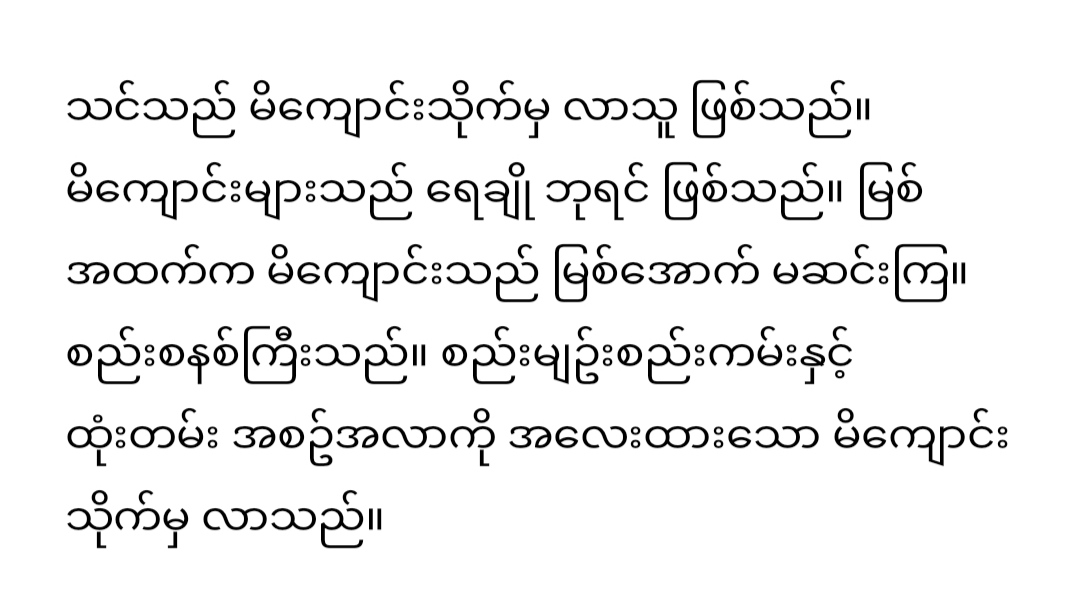 သင်သည် မိကျောင်းသိုက်မှ လာသူ ဖြစ်သည်။
မိကျောင်းများသည် ရေချို ဘုရင် ဖြစ်သည်။ မြစ်
အထက်က မိကျောင်းသည် မြစ်အောက် မဆင်းကြ။
စည်းစနစ်ကြီးသည်။ စည်းမျဉ်းစည်းကမ်းနှင့်
ထုံးတမ်း အစဉ်အလာကို အလေးထားသော မိကျောင်း
သိုက်မှ လာသည်။